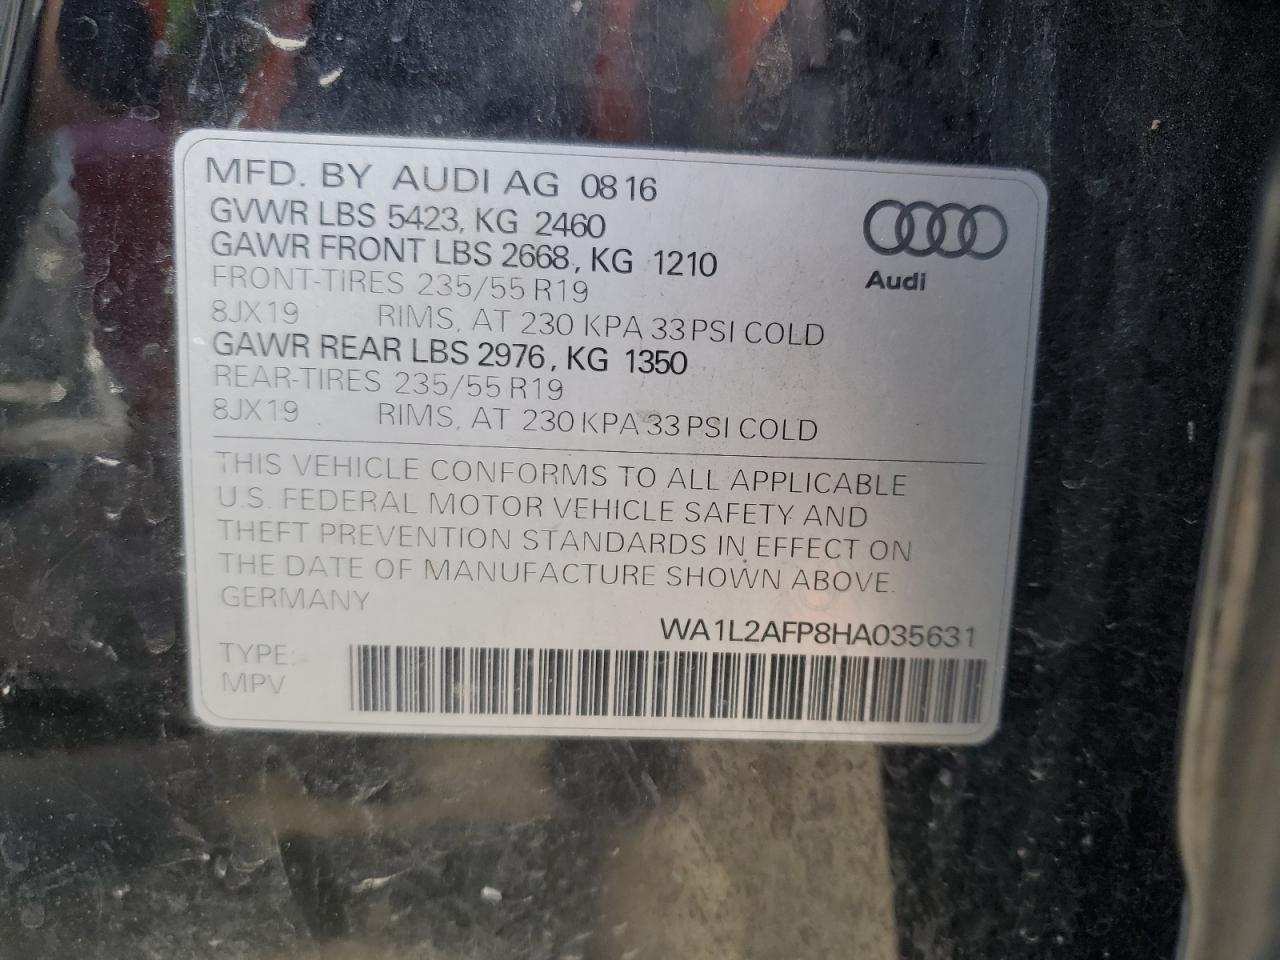 MFD. BY AUDI AG 0816
GVWR LBS 5423, KG 2460
GAWR FRONT LBS 2668, KG 1210
FRONT-TIRES 235/55 R19
8JX19 RIMS, AT 230 KPA 33 PSI COLD
GAWR REAR LBS 2976, KG 1350
REAR-TIRES 235/55 R19
8JX19 RIMS, AT 230 KPA 33 PSI COLD
Audi
THIS VEHICLE CONFORMS TO ALL APPLICABLE
U.S. FEDERAL MOTOR VEHICLE SAFETY AND
THEFT PREVENTION STANDARDS IN EFFECT ON
THE DATE OF MANUFACTURE SHOWN ABOVE.
GERMANY
WA1L2AFP8HA035631
TYPE:
MPV